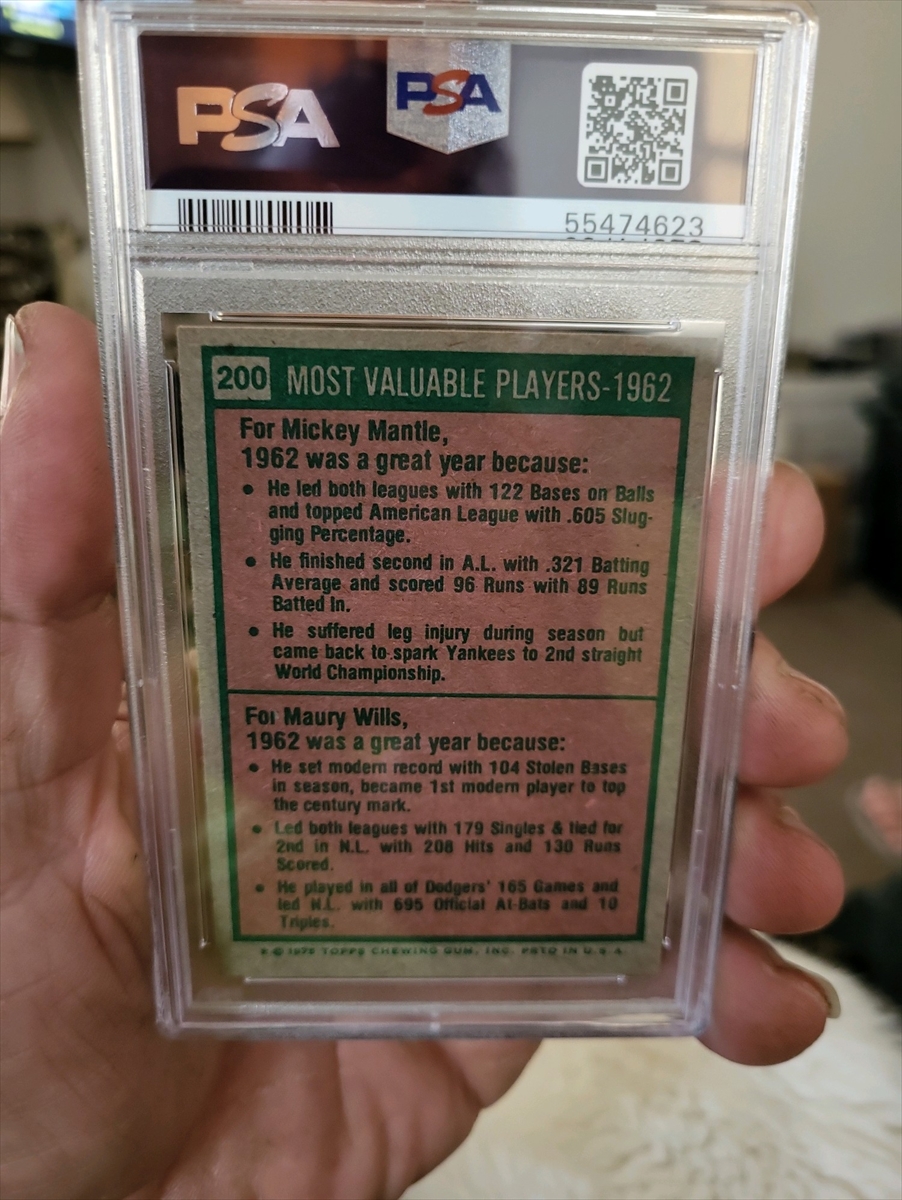 PSA
PSA
55474623
200 MOST VALUABLE PLAYERS-1962
For Mickey Mantle,
1962 was a great year because:
• He led both leagues with 122 Bases on Balls
and topped American League with .605 Slug-
ging Percentage.
• He finished second in A.L. with .321 Batting
Average and scored 96 Runs with 89 Runs
Batted In.
• He suffered leg injury during season but
came back to spark Yankees to 2nd straight
World Championship.
For Maury Wills,
1962 was a great year because:
• He set modern record with 104 Stolen Bases
in season, became 1st modern player to top
the century mark.
• Led both leagues with 179 Singles & tied for
2nd in N.L. with 208 Hits and 130 Runs
Scored.
• He played in all of Dodgers' 165 Games and
led N.L. with 695 Official At-Bats and 10
Triples.
© 1975 TOPPS CHEWING GUM, INC. PRTD IN U.S.A.